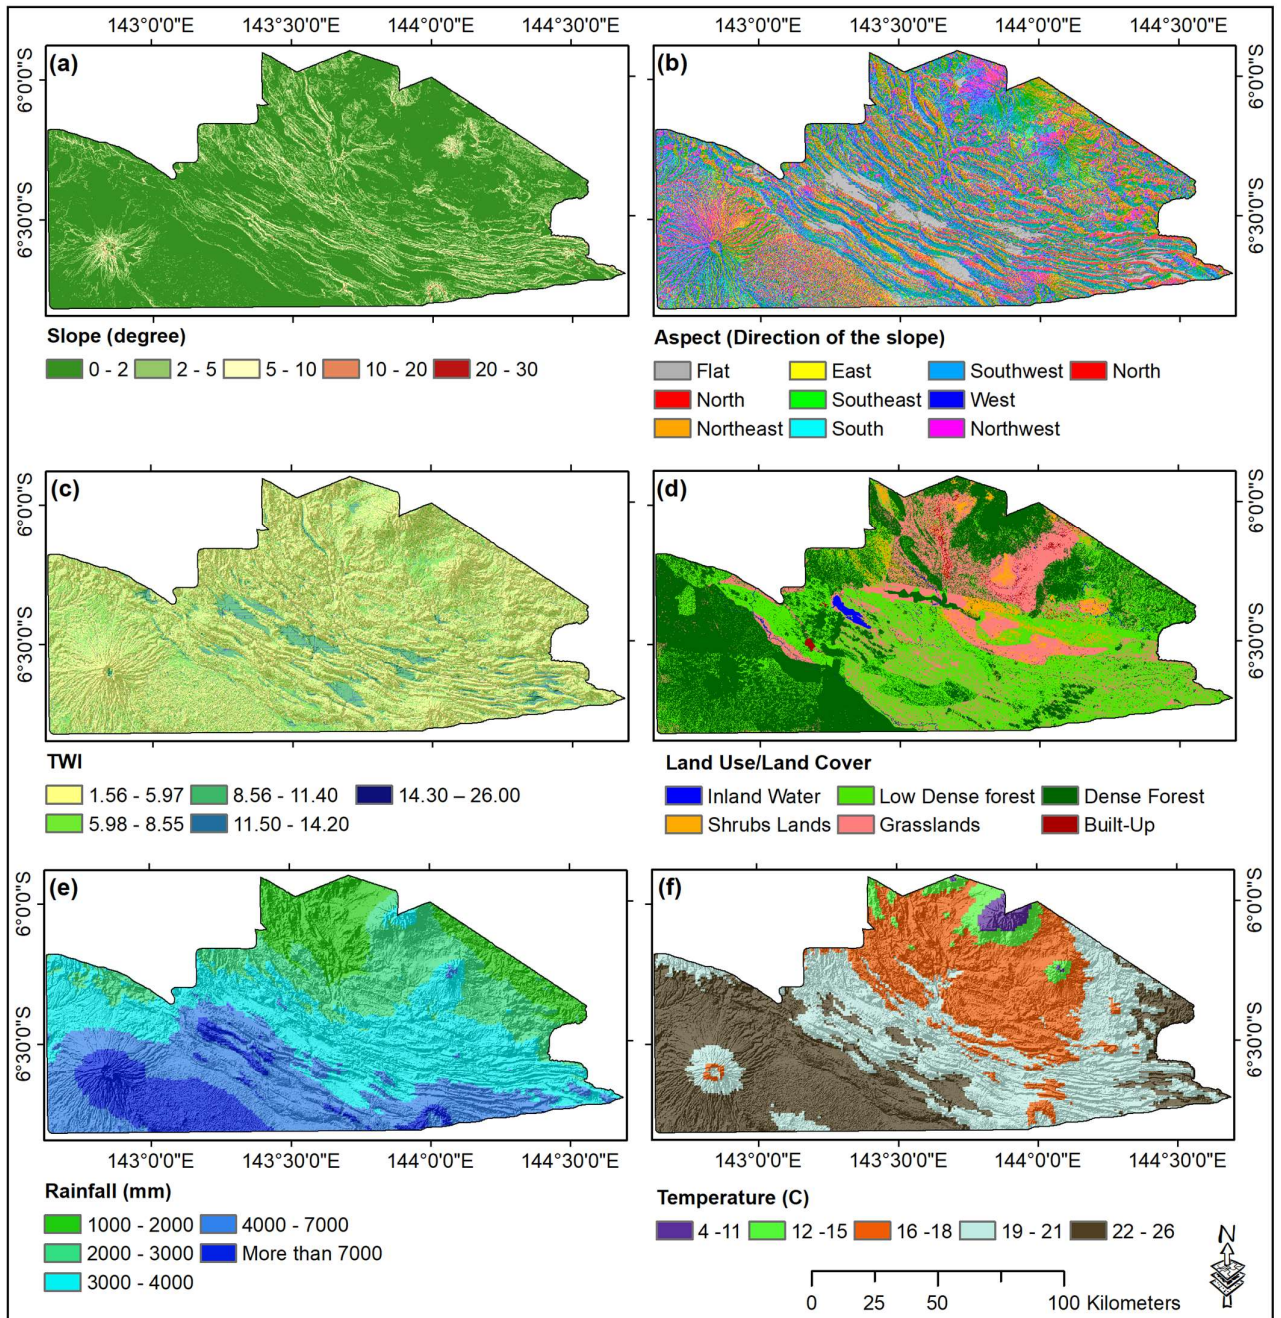 143°0'0"E 143°30'0"E 144°0'0"E 144°30'0"E 143°0'0"E 143°30'0"E 144°0'0"E 144°30'0"E
(a) (b)
6°0'0"S 6°0'0"S
6°30'0"S 6°30'0"S
Slope (degree)
0 - 2 2 - 5 5 - 10 10 - 20 20 - 30
Aspect (Direction of the slope)
Flat East Southwest North
North Southeast West
Northeast South Northwest
(c) (d)
6°0'0"S 6°0'0"S
6°30'0"S 6°30'0"S
TWI
1.56 - 5.97 8.56 - 11.40 14.30 – 26.00
5.98 - 8.55 11.50 - 14.20
Land Use/Land Cover
Inland Water Low Dense forest Dense Forest
Shrubs Lands Grasslands Built-Up
(e) (f)
6°0'0"S 6°0'0"S
6°30'0"S 6°30'0"S
143°0'0"E 143°30'0"E 144°0'0"E 144°30'0"E 143°0'0"E 143°30'0"E 144°0'0"E 144°30'0"E
Rainfall (mm)
1000 - 2000 4000 - 7000
2000 - 3000 More than 7000
3000 - 4000
Temperature (C)
4 -11 12 -15 16 -18 19 - 21 22 - 26
N
0 25 50 100 Kilometers